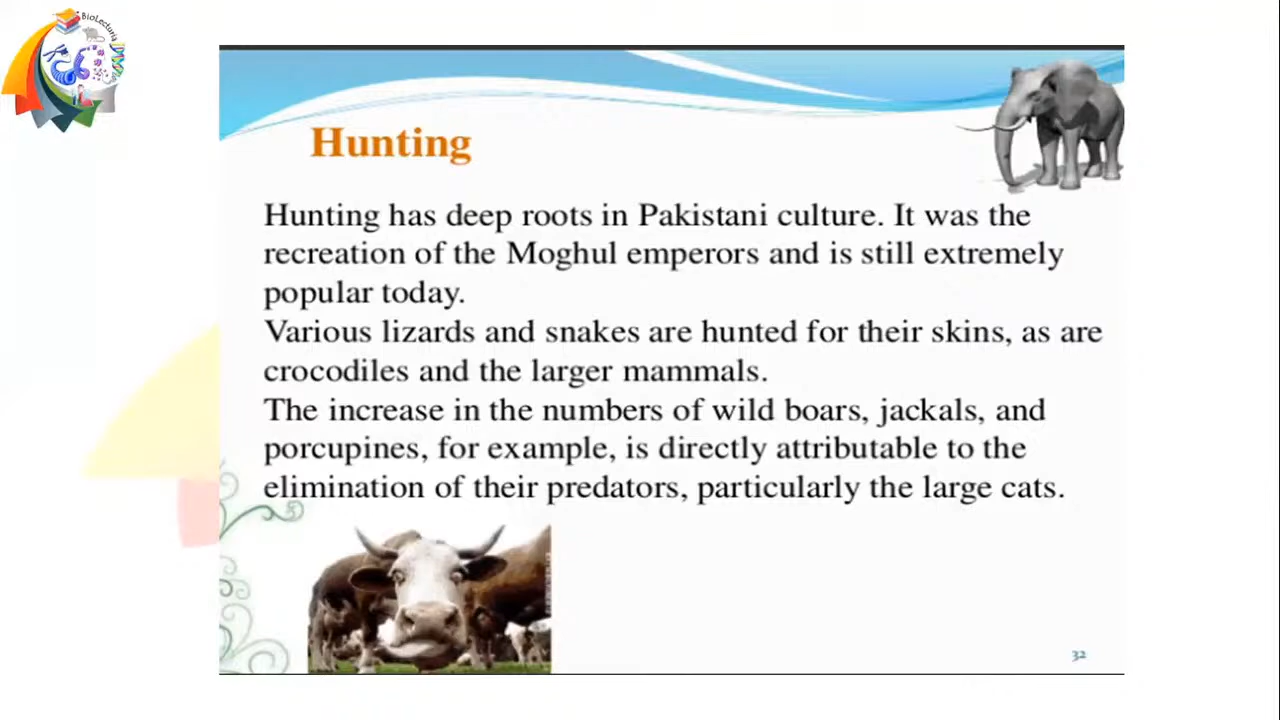 BioLectoria
Hunting
Hunting has deep roots in Pakistani culture. It was the
recreation of the Moghul emperors and is still extremely
popular today.
Various lizards and snakes are hunted for their skins, as are
crocodiles and the larger mammals.
The increase in the numbers of wild boars, jackals, and
porcupines, for example, is directly attributable to the
elimination of their predators, particularly the large cats.
32